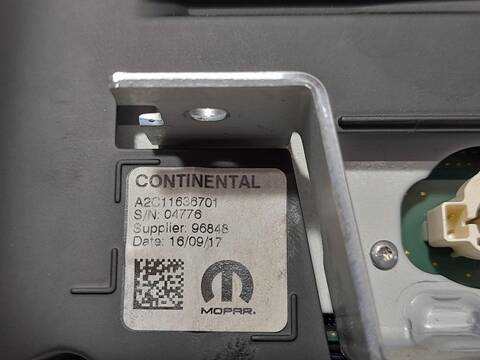 CONTINENTAL
A2C11636701
S/N: 04776
Supplier: 96848
Date: 16/09/17
MOPAR